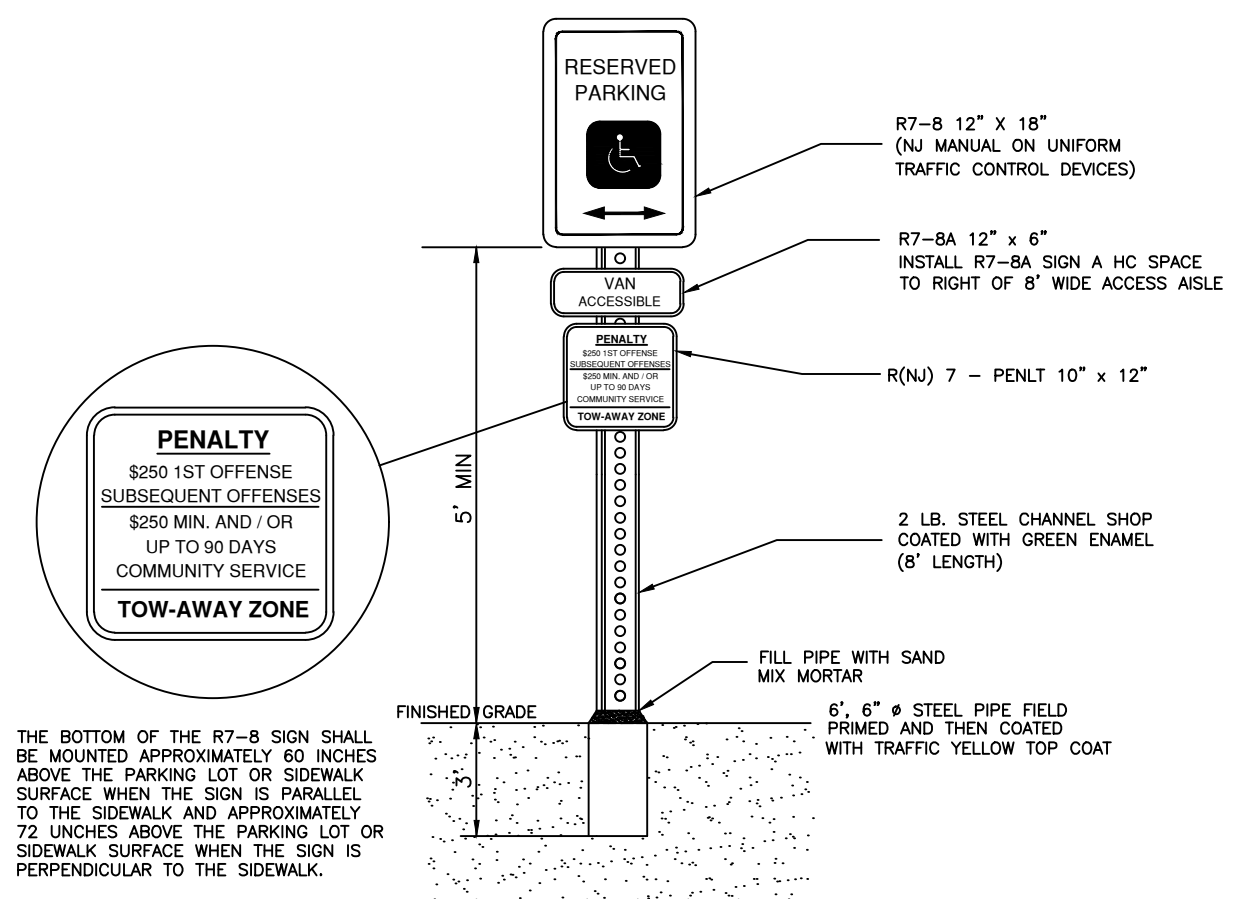 RESERVED
PARKING
R7-8 12" X 18"
(NJ MANUAL ON UNIFORM
TRAFFIC CONTROL DEVICES)
R7-8A 12" x 6"
INSTALL R7-8A SIGN A HC SPACE
TO RIGHT OF 8' WIDE ACCESS AISLE
VAN
ACCESSIBLE
PENALTY
$250 1ST OFFENSE
SUBSEQUENT OFFENSES
$250 MIN. AND / OR
UP TO 90 DAYS
COMMUNITY SERVICE
TOW-AWAY ZONE
R(NJ) 7 - PENLT 10" x 12"
PENALTY
$250 1ST OFFENSE
SUBSEQUENT OFFENSES
$250 MIN. AND / OR
UP TO 90 DAYS
COMMUNITY SERVICE
TOW-AWAY ZONE
5' MIN
2 LB. STEEL CHANNEL SHOP
COATED WITH GREEN ENAMEL
(8' LENGTH)
FILL PIPE WITH SAND
MIX MORTAR
FINISHED GRADE
6', 6" ø STEEL PIPE FIELD
PRIMED AND THEN COATED
WITH TRAFFIC YELLOW TOP COAT
3'
THE BOTTOM OF THE R7-8 SIGN SHALL
BE MOUNTED APPROXIMATELY 60 INCHES
ABOVE THE PARKING LOT OR SIDEWALK
SURFACE WHEN THE SIGN IS PARALLEL
TO THE SIDEWALK AND APPROXIMATELY
72 UNCHES ABOVE THE PARKING LOT OR
SIDEWALK SURFACE WHEN THE SIGN IS
PERPENDICULAR TO THE SIDEWALK.